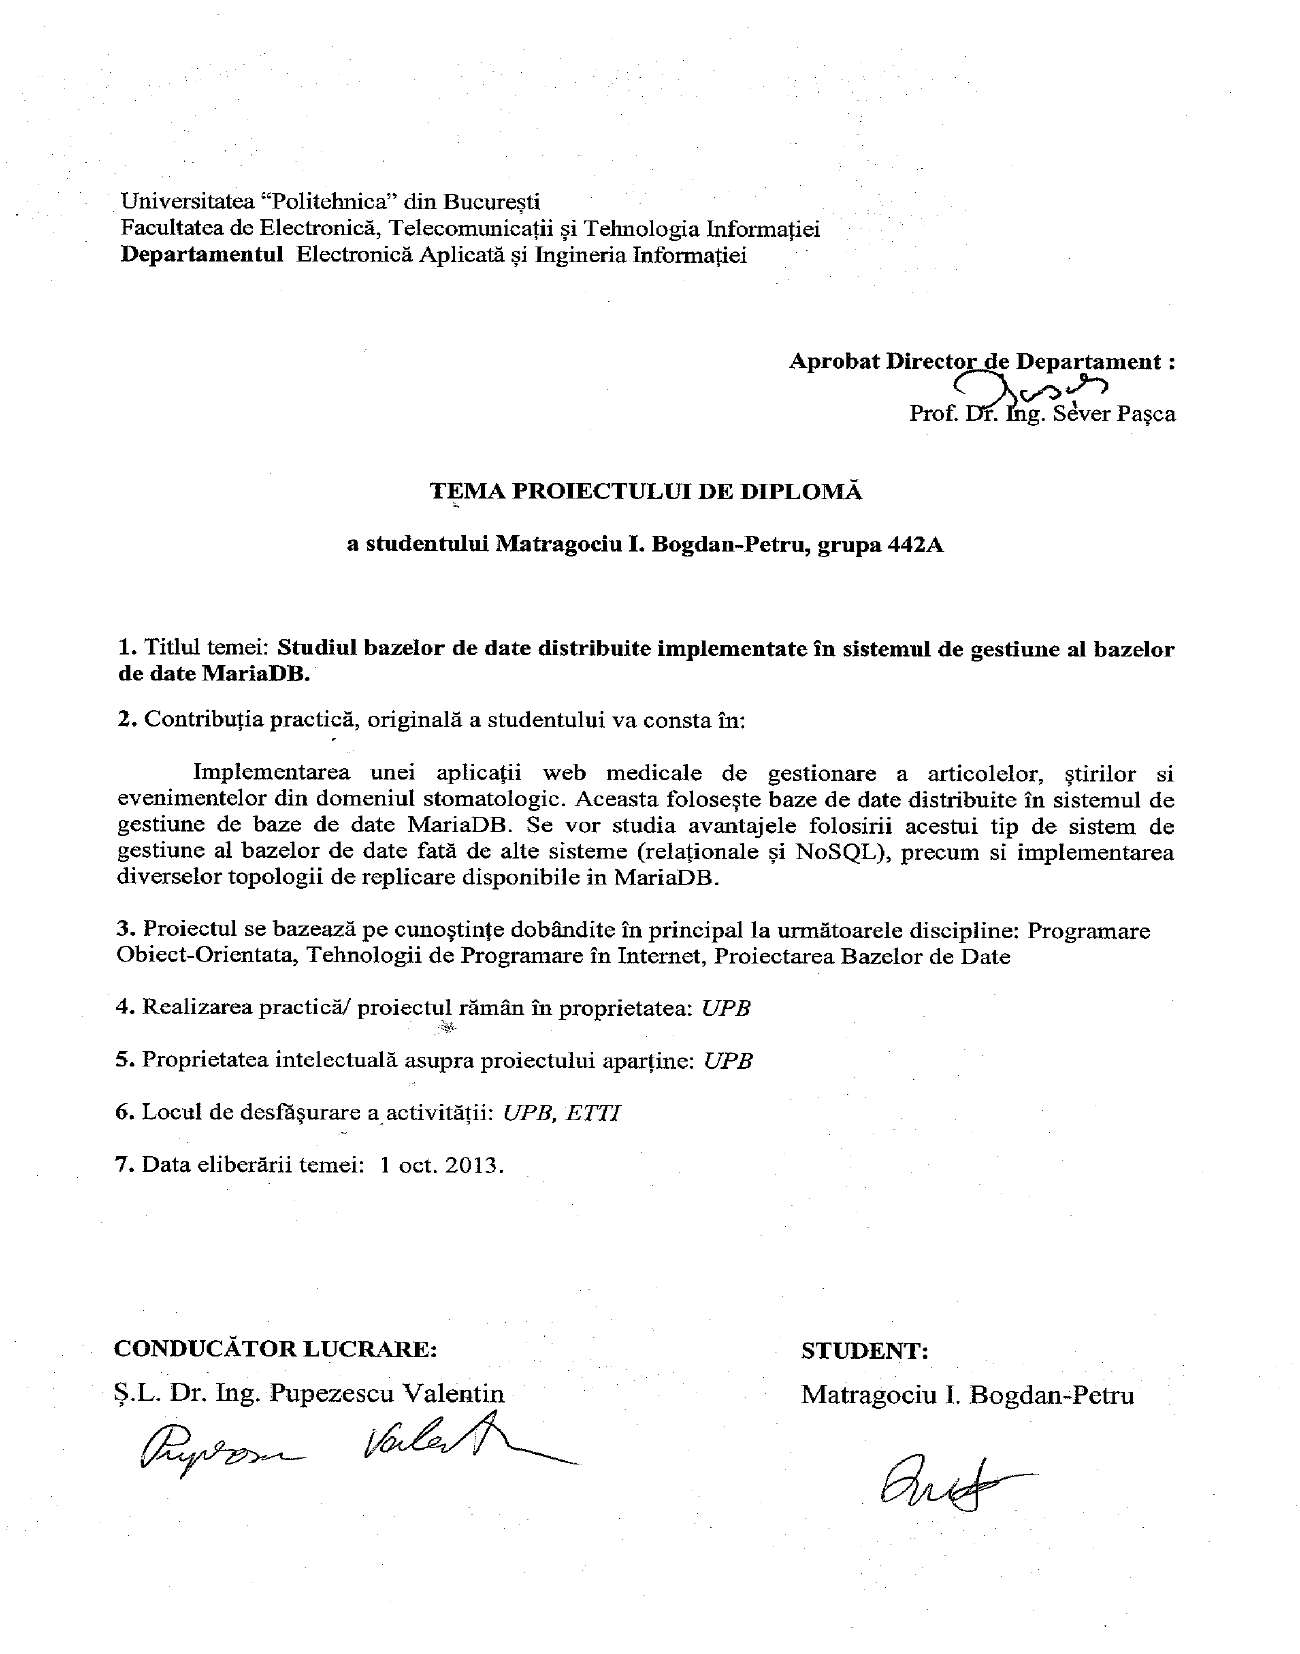 Universitatea “Politehnica” din București
Facultatea de Electronică, Telecomunicații și Tehnologia Informației
Departamentul Electronică Aplicată și Ingineria Informației
Aprobat Director de Departament :
Prof. Dr. Ing. Sever Pașca
TEMA PROIECTULUI DE DIPLOMĂ
a studentului Matragociu I. Bogdan-Petru, grupa 442A
1. Titlul temei: Studiul bazelor de date distribuite implementate în sistemul de gestiune al bazelor
de date MariaDB.
2. Contribuția practică, originală a studentului va consta în:
Implementarea unei aplicații web medicale de gestionare a articolelor, știrilor si
evenimentelor din domeniul stomatologic. Aceasta folosește baze de date distribuite în sistemul de
gestiune de baze de date MariaDB. Se vor studia avantajele folosirii acestui tip de sistem de
gestiune al bazelor de date fată de alte sisteme (relaționale și NoSQL), precum si implementarea
diverselor topologii de replicare disponibile in MariaDB.
3. Proiectul se bazează pe cunoștințe dobândite în principal la următoarele discipline: Programare
Obiect-Orientata, Tehnologii de Programare în Internet, Proiectarea Bazelor de Date
4. Realizarea practică/ proiectul rămân în proprietatea: UPB
5. Proprietatea intelectuală asupra proiectului aparține: UPB
6. Locul de desfășurare a activității: UPB, ETTI
7. Data eliberării temei: 1 oct. 2013.
CONDUCĂTOR LUCRARE:
STUDENT:
Ș.L. Dr. Ing. Pupezescu Valentin
Matragociu I. Bogdan-Petru